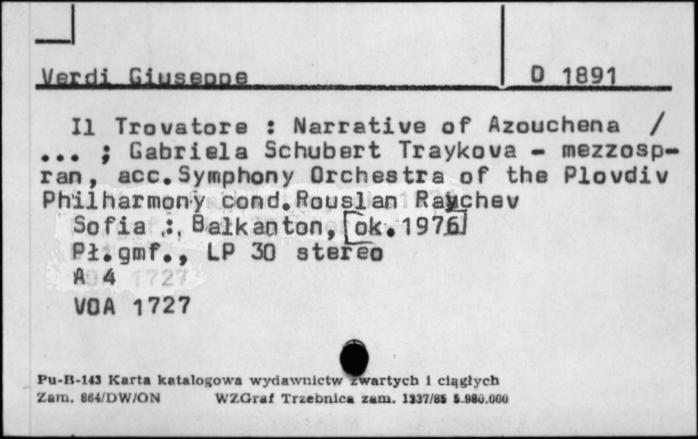 Verdi Giuseppe
D 1891
Il Trovatore : Narrative of Azouchena /
... ; Gabriela Schubert Traykova - mezzosp-
ran, acc.Symphony Orchestra of the Plovdiv
Philharmony cond.Rouslan Raychev
Sofia :, Bałkanton, [ok.1976]
Pł.gmf., LP 30 stereo
A 4
VOA 1727
Pu-B-143 Karta katalogowa wydawnictw zwartych i ciągłych
Zam. 864/DW/ON WZGraf Trzebnica zam. 1337/85 5.980.000